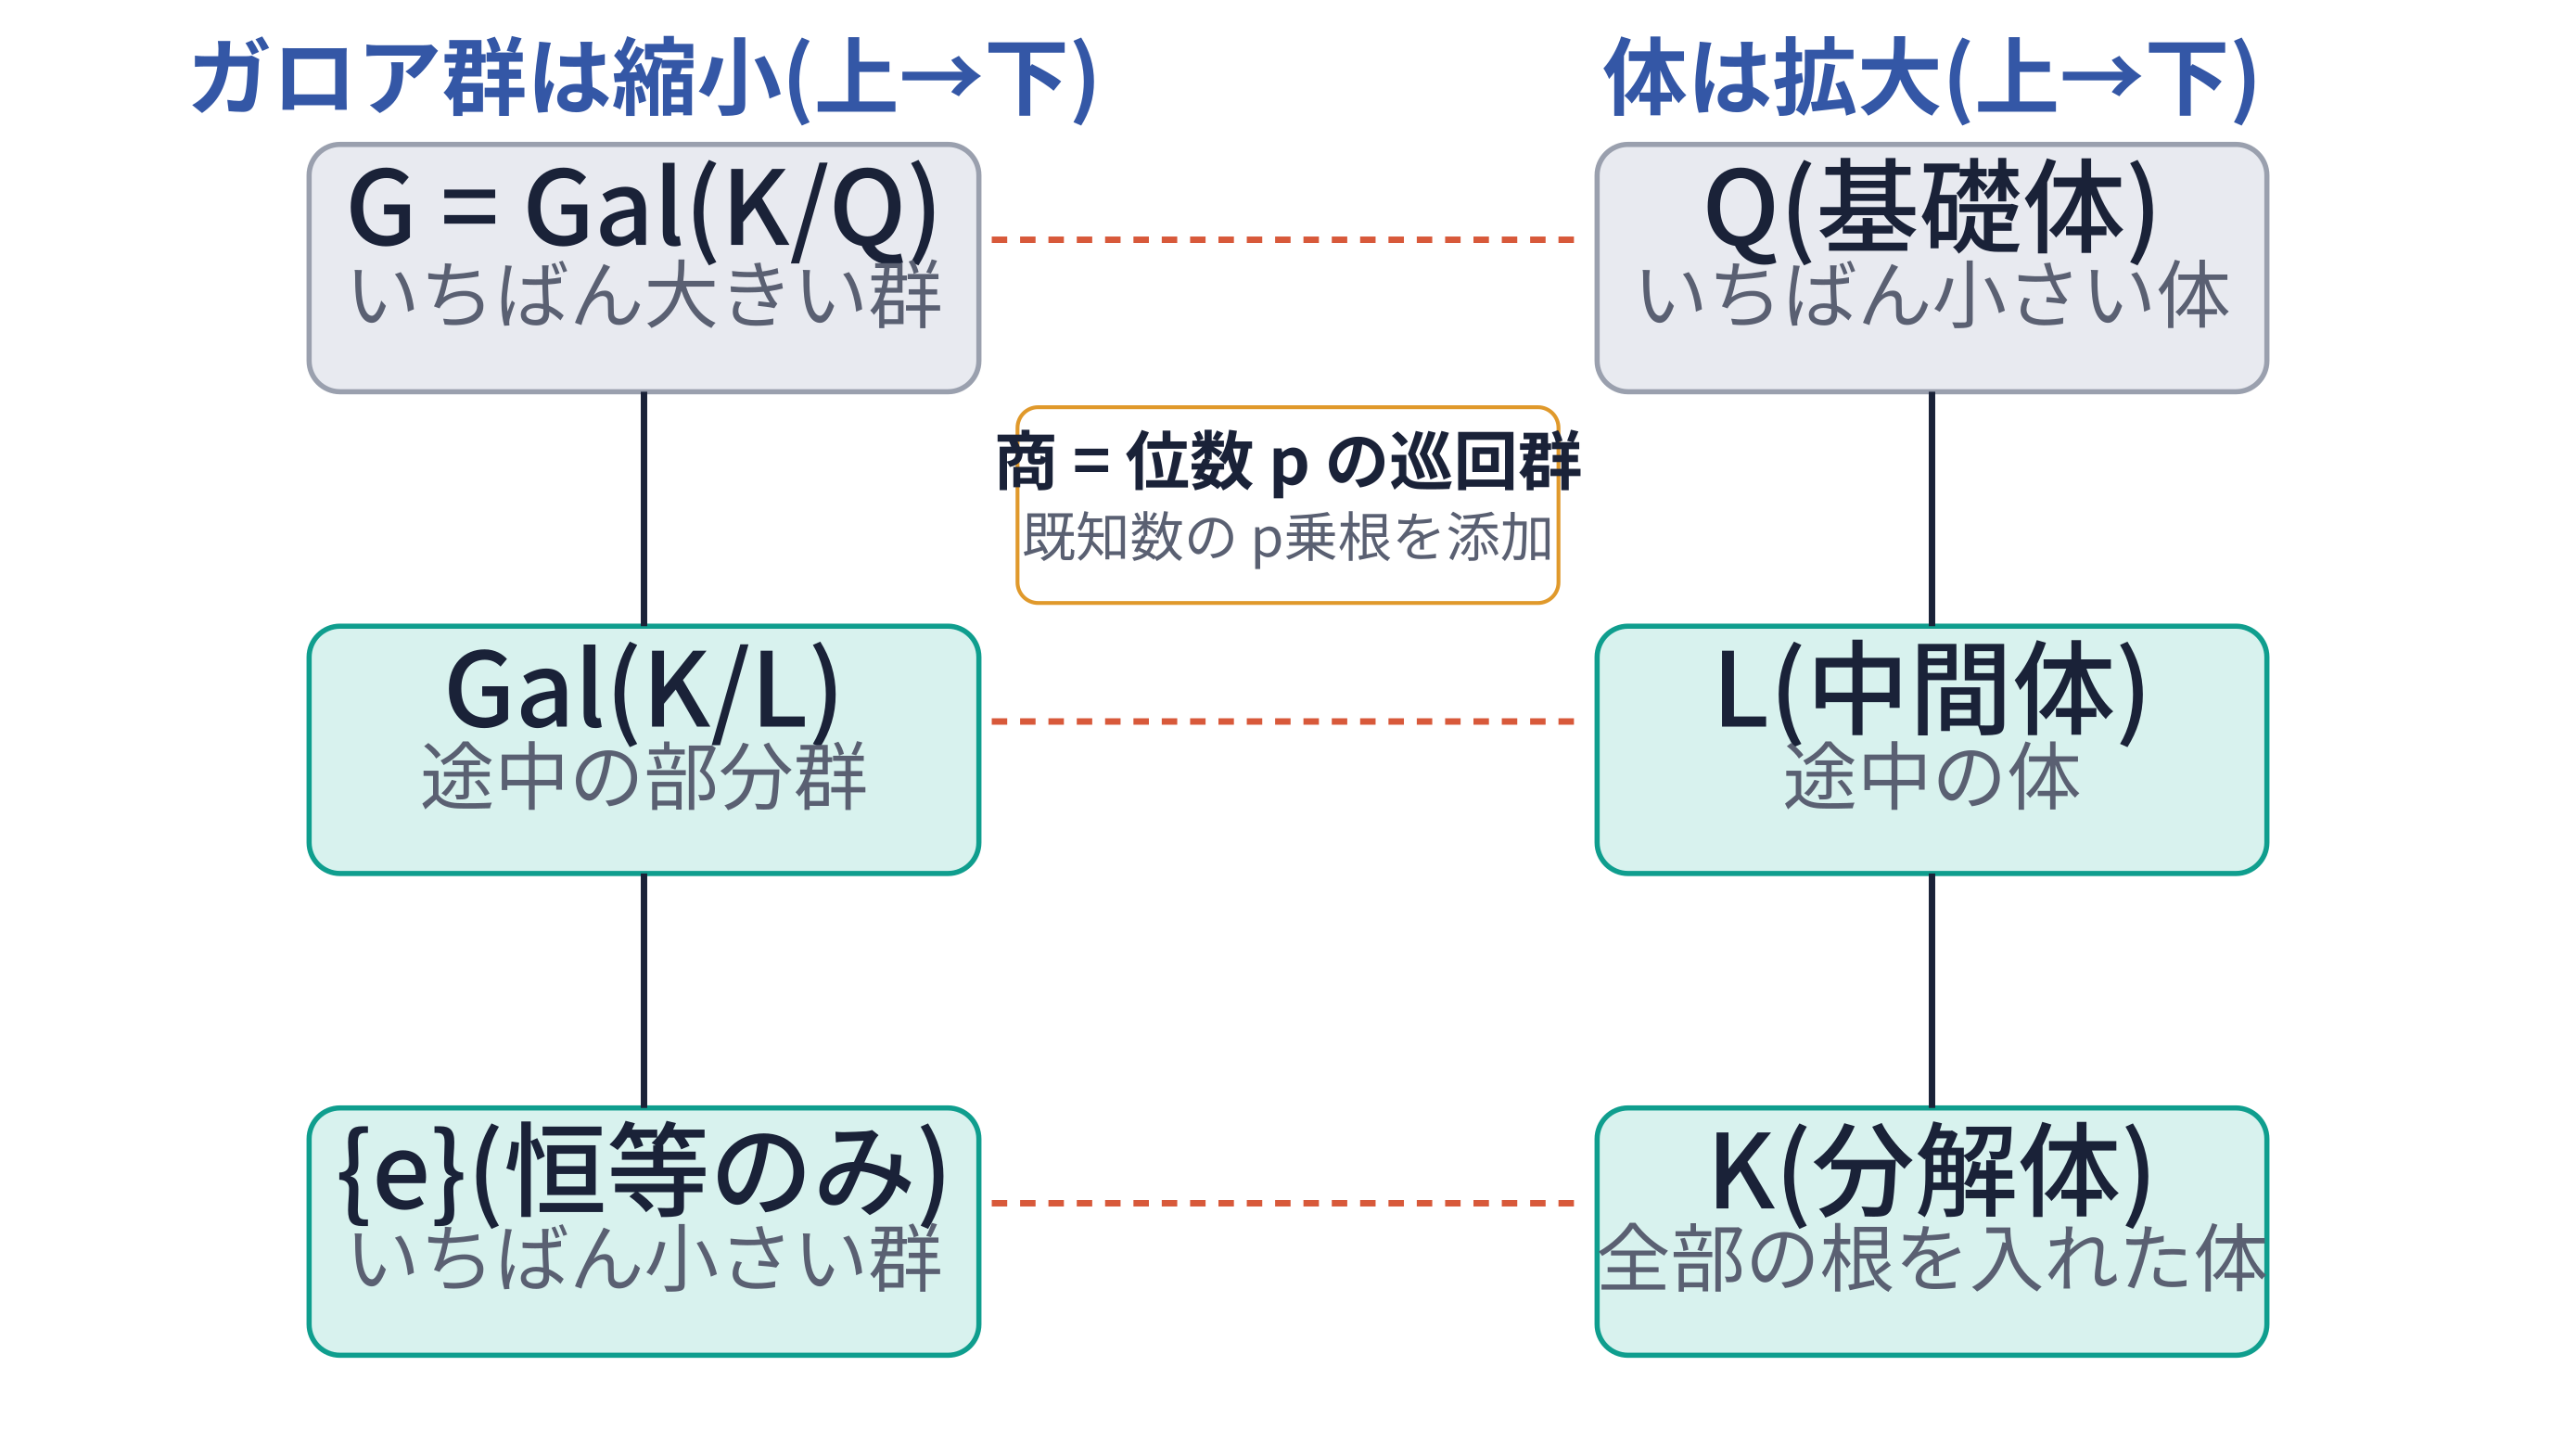 ガロア群は縮小(上→下)
体は拡大(上→下)
G = Gal(K/Q)
いちばん大きい群
Q(基礎体)
いちばん小さい体
商 = 位数 p の巡回群
既知数の p乗根を添加
Gal(K/L)
途中の部分群
L(中間体)
途中の体
{e}(恒等のみ)
いちばん小さい群
K(分解体)
全部の根を入れた体